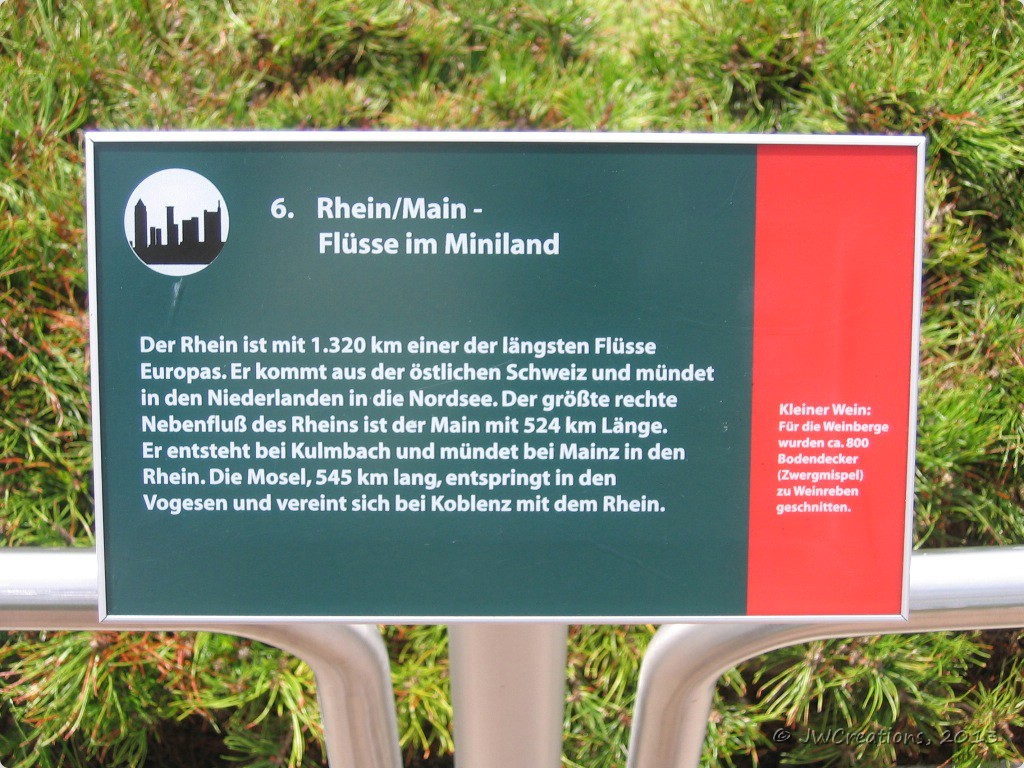 6. Rhein/Main -
Flüsse im Miniland
Der Rhein ist mit 1.320 km einer der längsten Flüsse
Europas. Er kommt aus der östlichen Schweiz und mündet
in den Niederlanden in die Nordsee. Der größte rechte
Nebenfluß des Rheins ist der Main mit 524 km Länge.
Er entsteht bei Kulmbach und mündet bei Mainz in den
Rhein. Die Mosel, 545 km lang, entspringt in den
Vogesen und vereint sich bei Koblenz mit dem Rhein.
Kleiner Wein:
Für die Weinberge
wurden ca. 800
Bodendecker
(Zwergmispel)
zu Weinreben
geschnitten.
© JWCreations, 2013